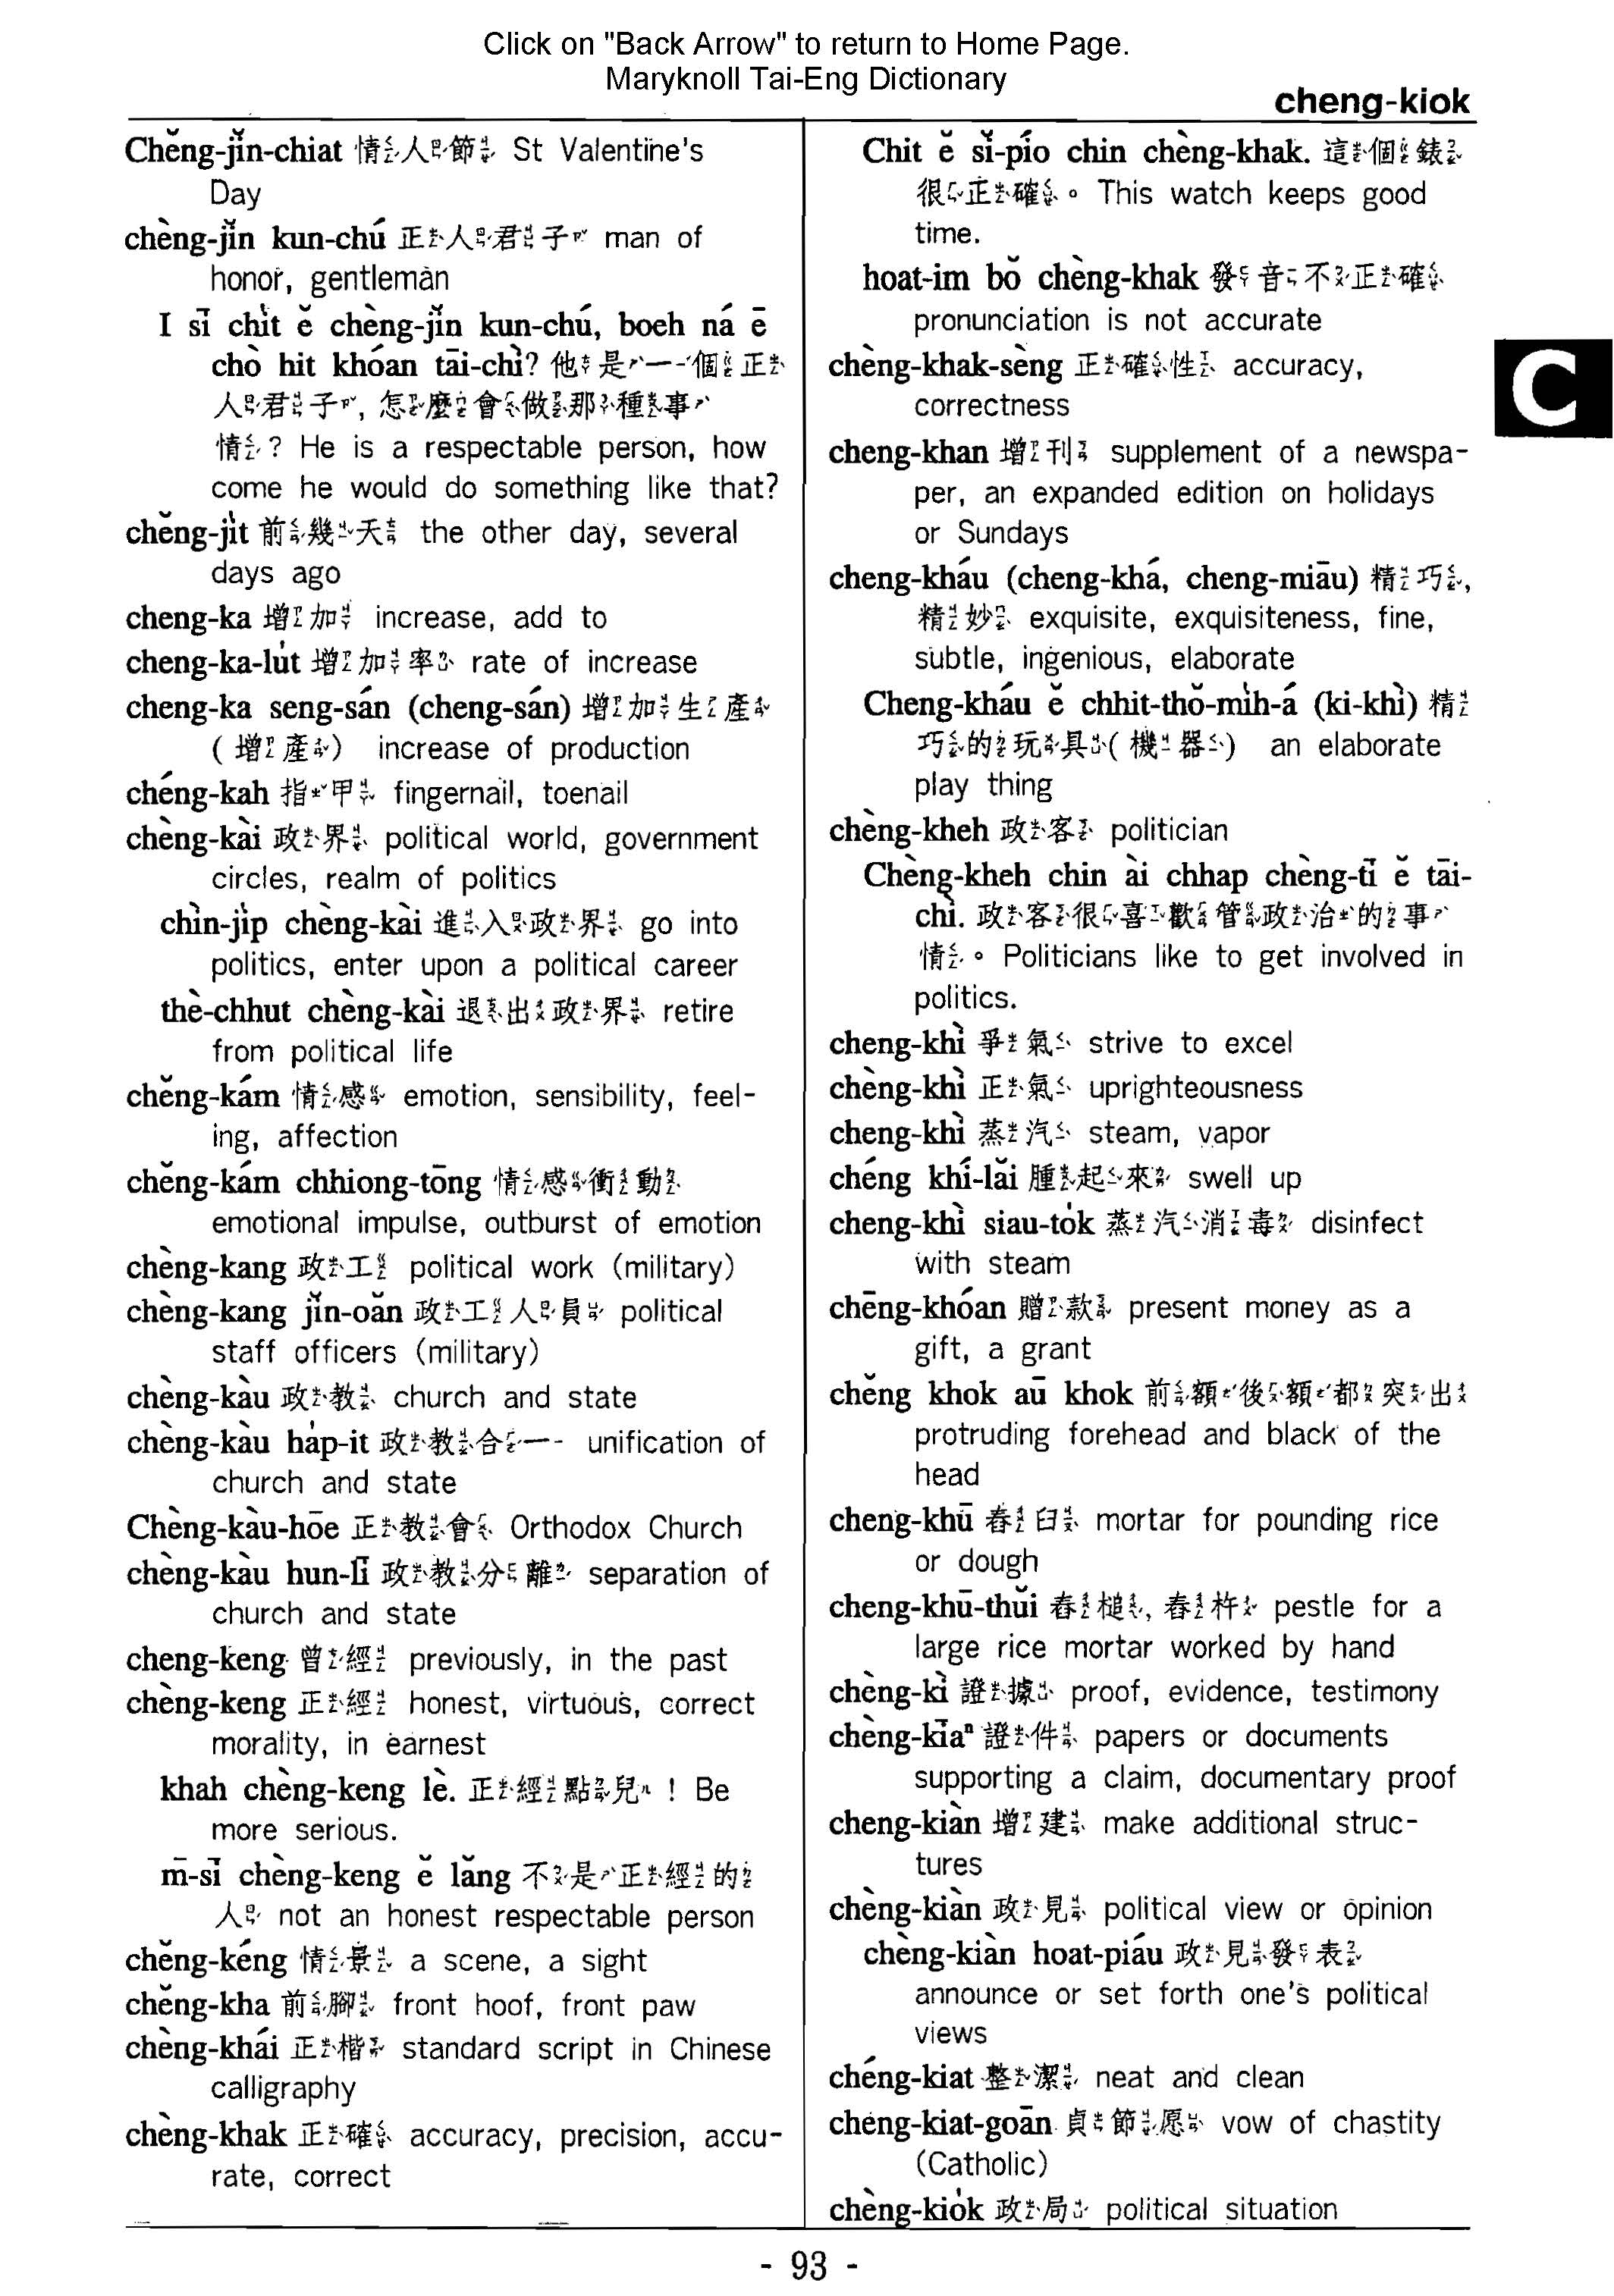 Click on "Back Arrow" to return to Home Page.
Maryknoll Tai-Eng Dictionary
cheng-kiok
Chĕng-jĭn-chiat 情人節 St Valentine's
Day
chèng-jĭn kun-chú 正人君子 man of
honor, gentleman
I sī chi̍t ĕ chèng-jĭn kun-chú, boeh ná ē
chò hit khóan tāi-chì? 他是一個正
人君子, 怎麼會做那種事
情? He is a respectable person, how
come he would do something like that?
chĕng-ji̍t 前幾天 the other day, several
days ago
cheng-ka 增加 increase, add to
cheng-ka-lu̍t 增加率 rate of increase
cheng-ka seng-sán (cheng-sán) 增加生產
(增產) increase of production
chéng-kah 指甲 fingernail, toenail
chèng-kài 政界 political world, government
circles, realm of politics
chìn-ji̍p chèng-kài 進入政界 go into
politics, enter upon a political career
thè-chhut chèng-kài 退出政界 retire
from political life
chĕng-kám 情感 emotion, sensibility, feel-
ing, affection
chĕng-kám chhiong-tōng 情感衝動
emotional impulse, outburst of emotion
chèng-kang 政工 political work (military)
chèng-kang jĭn-oăn 政工人員 political
staff officers (military)
chèng-kàu 政教 church and state
chèng-kàu ha̍p-it 政教合一 unification of
church and state
Chèng-kàu-hōe 正教會 Orthodox Church
chèng-kàu hun-lī 政教分離 separation of
church and state
cheng-keng 曾經 previously, in the past
chèng-keng 正經 honest, virtuous, correct
morality, in earnest
khah chèng-keng lè. 正經點兒! Be
more serious.
m̄-sī chèng-keng ĕ lăng 不是正經的
人 not an honest respectable person
chĕng-kéng 情景 a scene, a sight
chĕng-kha 前腳 front hoof, front paw
chèng-khái 正楷 standard script in Chinese
calligraphy
chèng-khak 正確 accuracy, precision, accu-
rate, correct
Chit ĕ sĭ-pío chin chèng-khak. 這個錶
很正確。 This watch keeps good
time.
hoat-im bŏ chèng-khak 發音不正確
pronunciation is not accurate
chèng-khak-sèng 正確性 accuracy,
correctness
cheng-khan 增刊 supplement of a newspa-
per, an expanded edition on holidays
or Sundays
cheng-kháu (cheng-khá, cheng-miāu) 精巧,
精妙 exquisite, exquisiteness, fine,
subtle, ingenious, elaborate
Cheng-kháu ĕ chhit-thŏ-mi̍h-á (ki-khì) 精
巧的玩具(機器) an elaborate
play thing
chèng-kheh 政客 politician
Chèng-kheh chin ài chhap chèng-tī ĕ tāi-
chì. 政客很喜歡管政治的事
情。 Politicians like to get involved in
politics.
cheng-khì 爭氣 strive to excel
chèng-khì 正氣 uprighteousness
cheng-khì 蒸汽 steam, vapor
chéng khí-lăi 腫起來 swell up
cheng-khì siau-to̍k 蒸汽消毒 disinfect
with steam
chēng-khóan 贈款 present money as a
gift, a grant
chĕng khok aū khok 前額後額都突出
protruding forehead and black of the
head
cheng-khū 舂臼 mortar for pounding rice
or dough
cheng-khū-thŭi 舂槌, 舂杵 pestle for a
large rice mortar worked by hand
chèng-kì 證據 proof, evidence, testimony
chèng-kīaⁿ 證件 papers or documents
supporting a claim, documentary proof
cheng-kiàn 增建 make additional struc-
tures
chèng-kiàn 政見 political view or opinion
chèng-kiàn hoat-piáu 政見發表
announce or set forth one's political
views
chéng-kiat 整潔 neat and clean
cheng-kiat-goān 貞節愿 vow of chastity
(Catholic)
chèng-kio̍k 政局 political situation
C
- 93 -